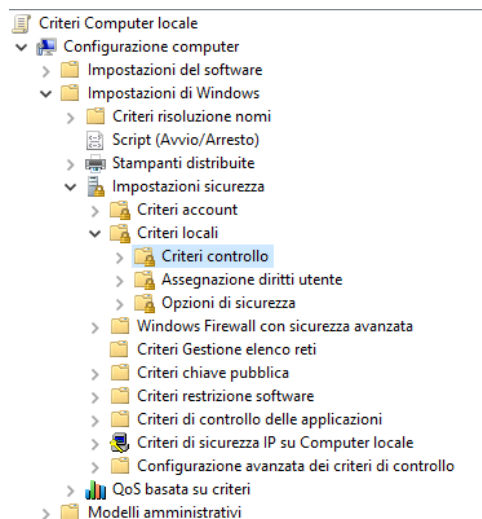 Criteri Computer locale
Configurazione computer
Impostazioni del software
Impostazioni di Windows
Criteri risoluzione nomi
Script (Avvio/Arresto)
Stampanti distribuite
Impostazioni sicurezza
Criteri account
Criteri locali
Criteri controllo
Assegnazione diritti utente
Opzioni di sicurezza
Windows Firewall con sicurezza avanzata
Criteri Gestione elenco reti
Criteri chiave pubblica
Criteri restrizione software
Criteri di controllo delle applicazioni
Criteri di sicurezza IP su Computer locale
Configurazione avanzata dei criteri di controllo
QoS basata su criteri
Modelli amministrativi